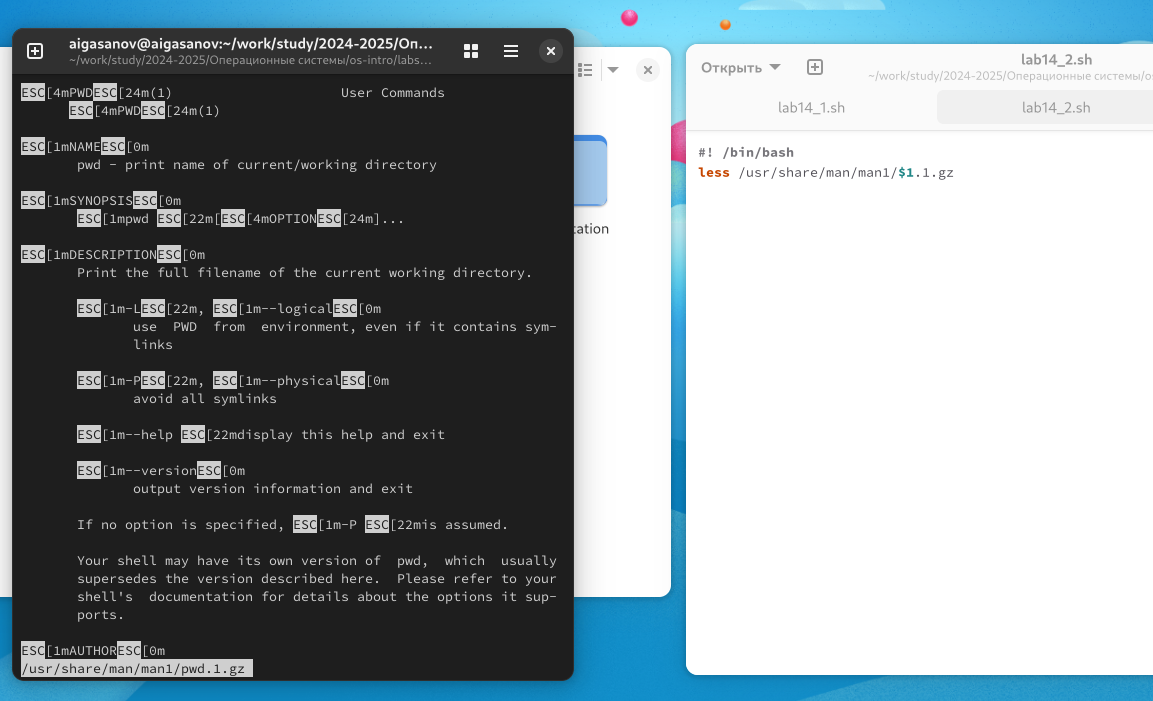 aigasanov@aigasanov:~/work/study/2024-2025/Оп...
~/work/study/2024-2025/Операционные системы/os-intro/labs...
ESC[4mPWDESC[24m(1) User Commands
ESC[4mPWDESC[24m(1)
ESC[1mNAMEESC[0m
pwd - print name of current/working directory
ESC[1mSYNOPSISESC[0m
ESC[1mpwd ESC[22m[ESC[4mOPTIONESC[24m]...
ESC[1mDESCRIPTIONESC[0m
Print the full filename of the current working directory.
ESC[1m-LESC[22m, ESC[1m--logicalESC[0m
use PWD from environment, even if it contains sym-
links
ESC[1m-PESC[22m, ESC[1m--physicalESC[0m
avoid all symlinks
ESC[1m--help ESC[22mdisplay this help and exit
ESC[1m--versionESC[0m
output version information and exit
If no option is specified, ESC[1m-P ESC[22mis assumed.
Your shell may have its own version of pwd, which usually
supersedes the version described here. Please refer to your
shell's documentation for details about the options it sup-
ports.
ESC[1mAUTHORESC[0m
/usr/share/man/man1/pwd.1.gz
tation
Открыть
lab14_2.sh
~/work/study/2024-2025/Операционные системы/os
lab14_1.sh
lab14_2.sh
#! /bin/bash
less /usr/share/man/man1/$1.1.gz